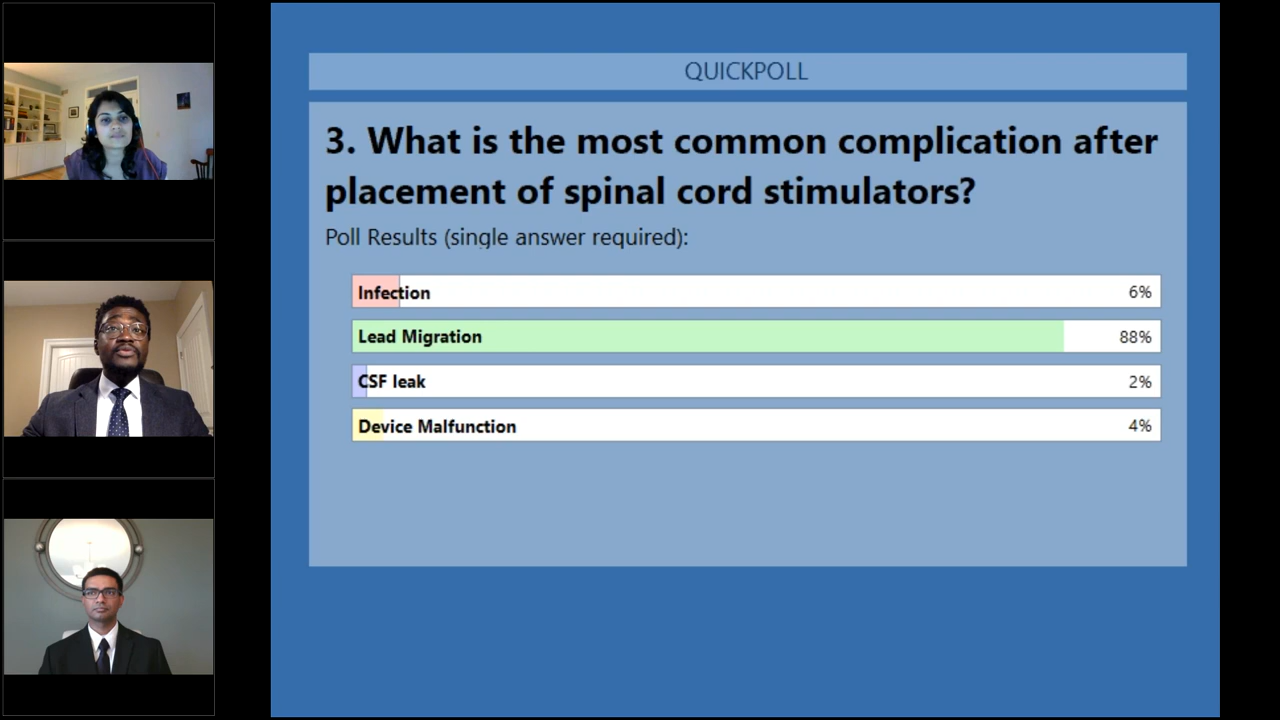 QUICKPOLL
3. What is the most common complication after
placement of spinal cord stimulators?
Poll Results (single answer required):
Infection 6%
Lead Migration 88%
CSF leak 2%
Device Malfunction 4%